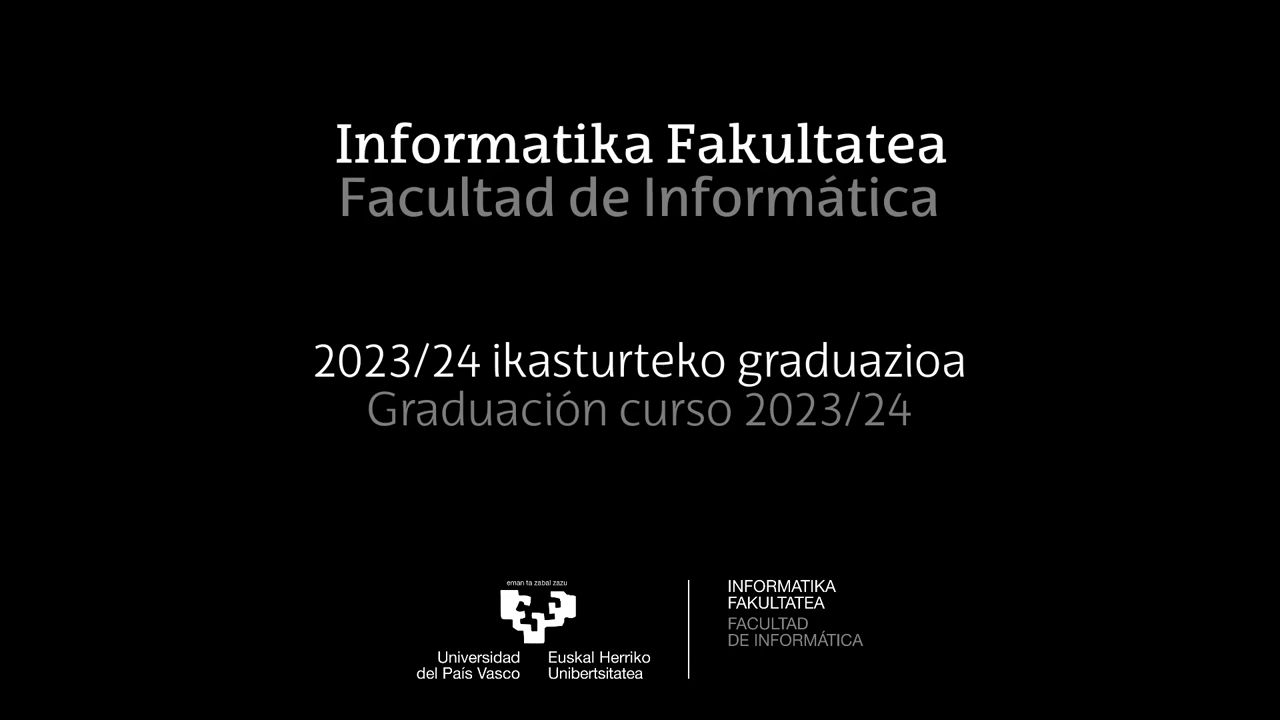 Informatika Fakultatea
Facultad de Informática
2023/24 ikasturteko graduazioa
Graduación curso 2023/24
eman ta zabal zazu
Universidad
del País Vasco
Euskal Herriko
Unibertsitatea
INFORMATIKA
FAKULTATEA
FACULTAD
DE INFORMÁTICA